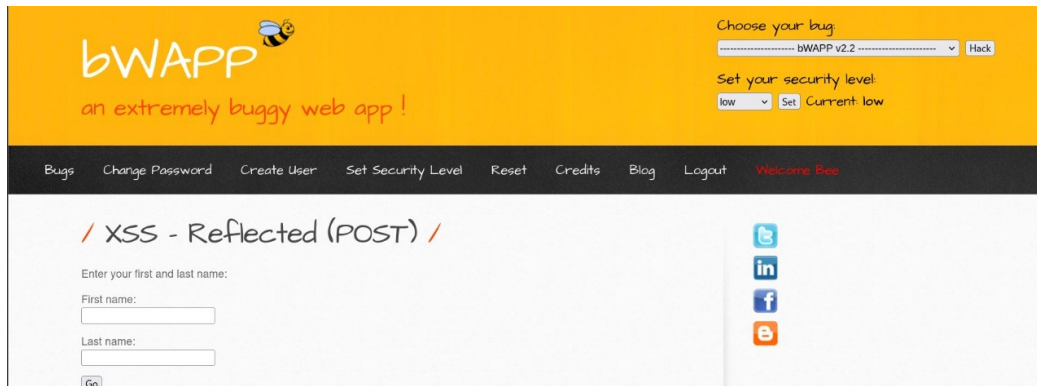 bWAPP
an extremely buggy web app !
Choose your bug:
---------------------- bWAPP v2.2 ----------------------- Hack
Set your security level:
low Set Current: low
Bugs Change Password Create User Set Security Level Reset Credits Blog Logout Welcome Bee
/ XSS - Reflected (POST) /
Enter your first and last name:
First name:
Last name:
Go
in
f